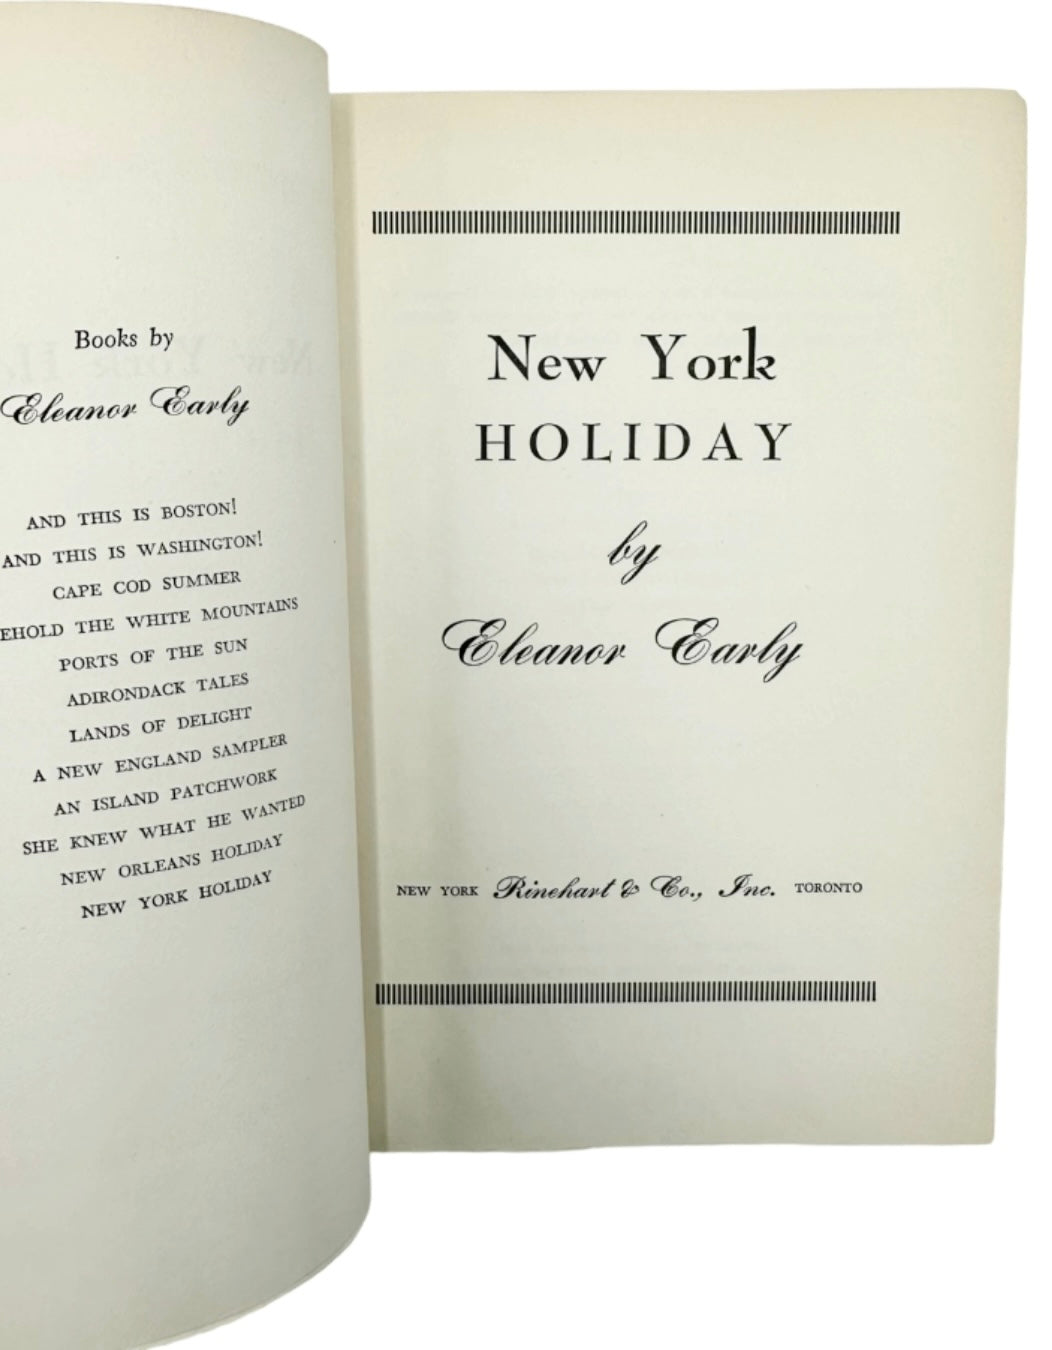 Books by
Eleanor Early
AND THIS IS BOSTON!
AND THIS IS WASHINGTON!
CAPE COD SUMMER
EHOLD THE WHITE MOUNTAINS
PORTS OF THE SUN
ADIRONDACK TALES
LANDS OF DELIGHT
A NEW ENGLAND SAMPLER
AN ISLAND PATCHWORK
SHE KNEW WHAT HE WANTED
NEW ORLEANS HOLIDAY
NEW YORK HOLIDAY
New York
HOLIDAY
by
Eleanor Early
NEW YORK Rinehart & Co., Inc. TORONTO